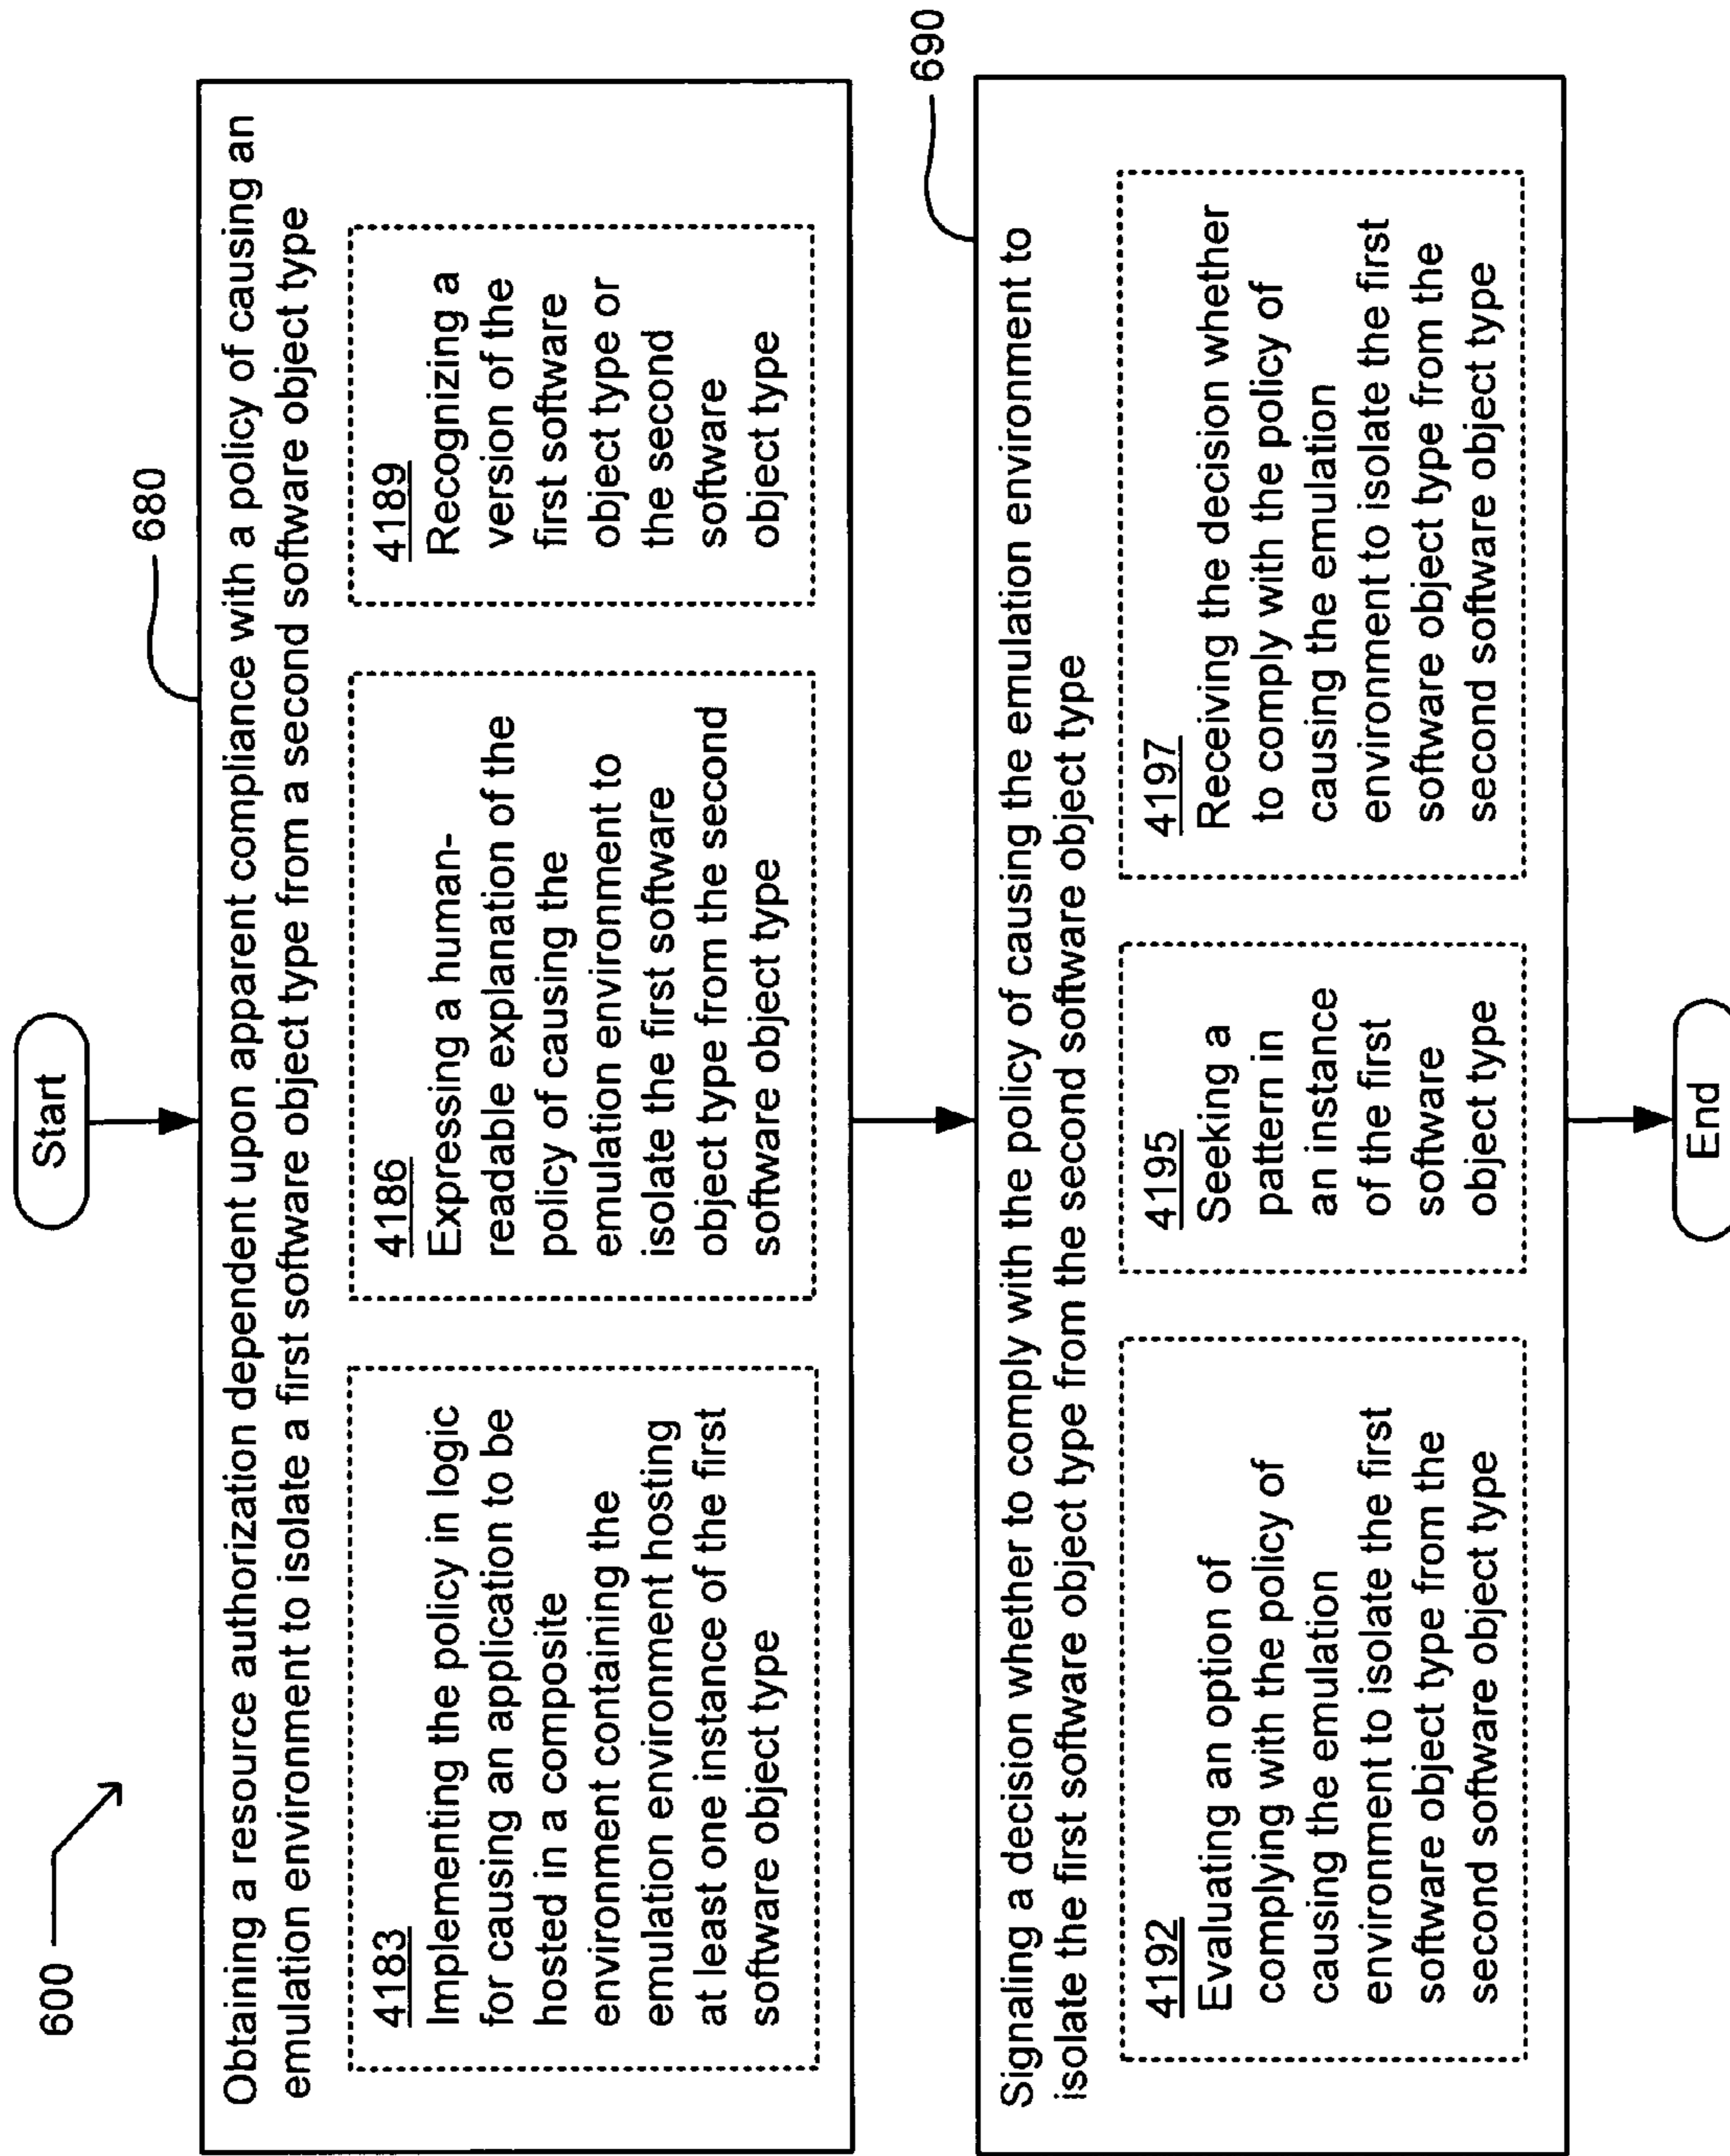 600
Start
680
Obtaining a resource authorization dependent upon apparent compliance with a policy of causing an
emulation environment to isolate a first software object type from a second software object type
4183
Implementing the policy in logic
for causing an application to be
hosted in a composite
environment containing the
emulation environment hosting
at least one instance of the first
software object type
4186
Expressing a human-
readable explanation of the
policy of causing the
emulation environment to
isolate the first software
object type from the second
software object type
4189
Recognizing a
version of the
first software
object type or
the second
software
object type
690
Signaling a decision whether to comply with the policy of causing the emulation environment to
isolate the first software object type from the second software object type
4192
Evaluating an option of
complying with the policy of
causing the emulation
environment to isolate the first
software object type from the
second software object type
4195
Seeking a
pattern in
an instance
of the first
software
object type
4197
Receiving the decision whether
to comply with the policy of
causing the emulation
environment to isolate the first
software object type from the
second software object type
End